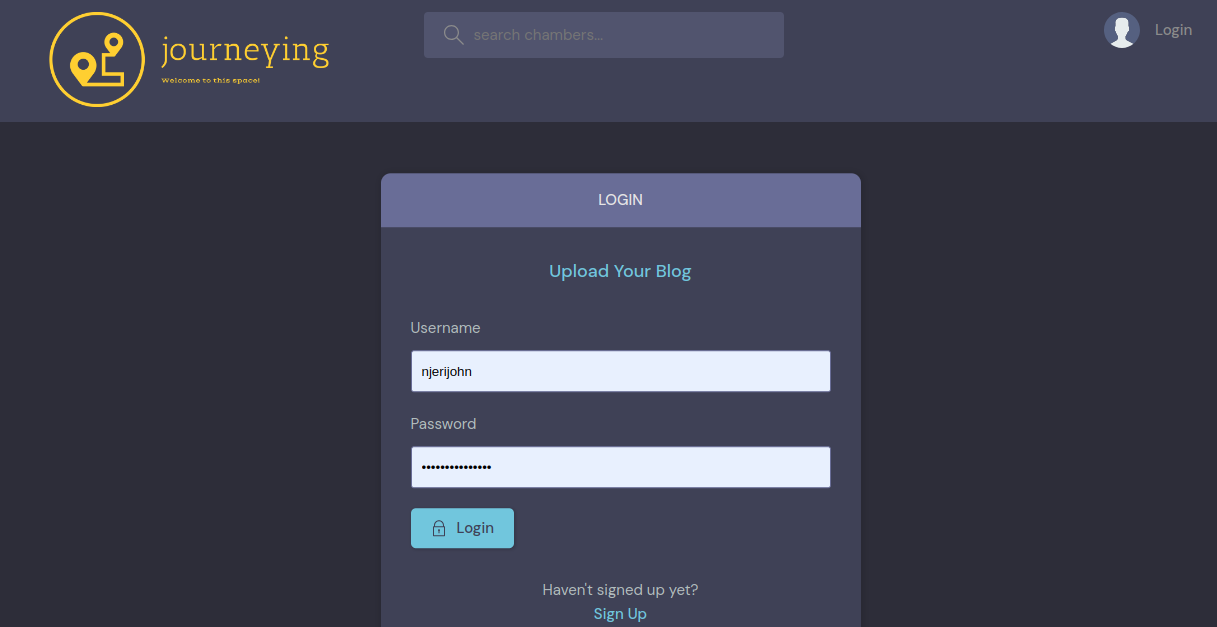 journeying
Welcome to this space!
search chambers...
Login
LOGIN
Upload Your Blog
Username
njerijohn
Password
•••••••••••••••
Login
Haven't signed up yet?
Sign Up